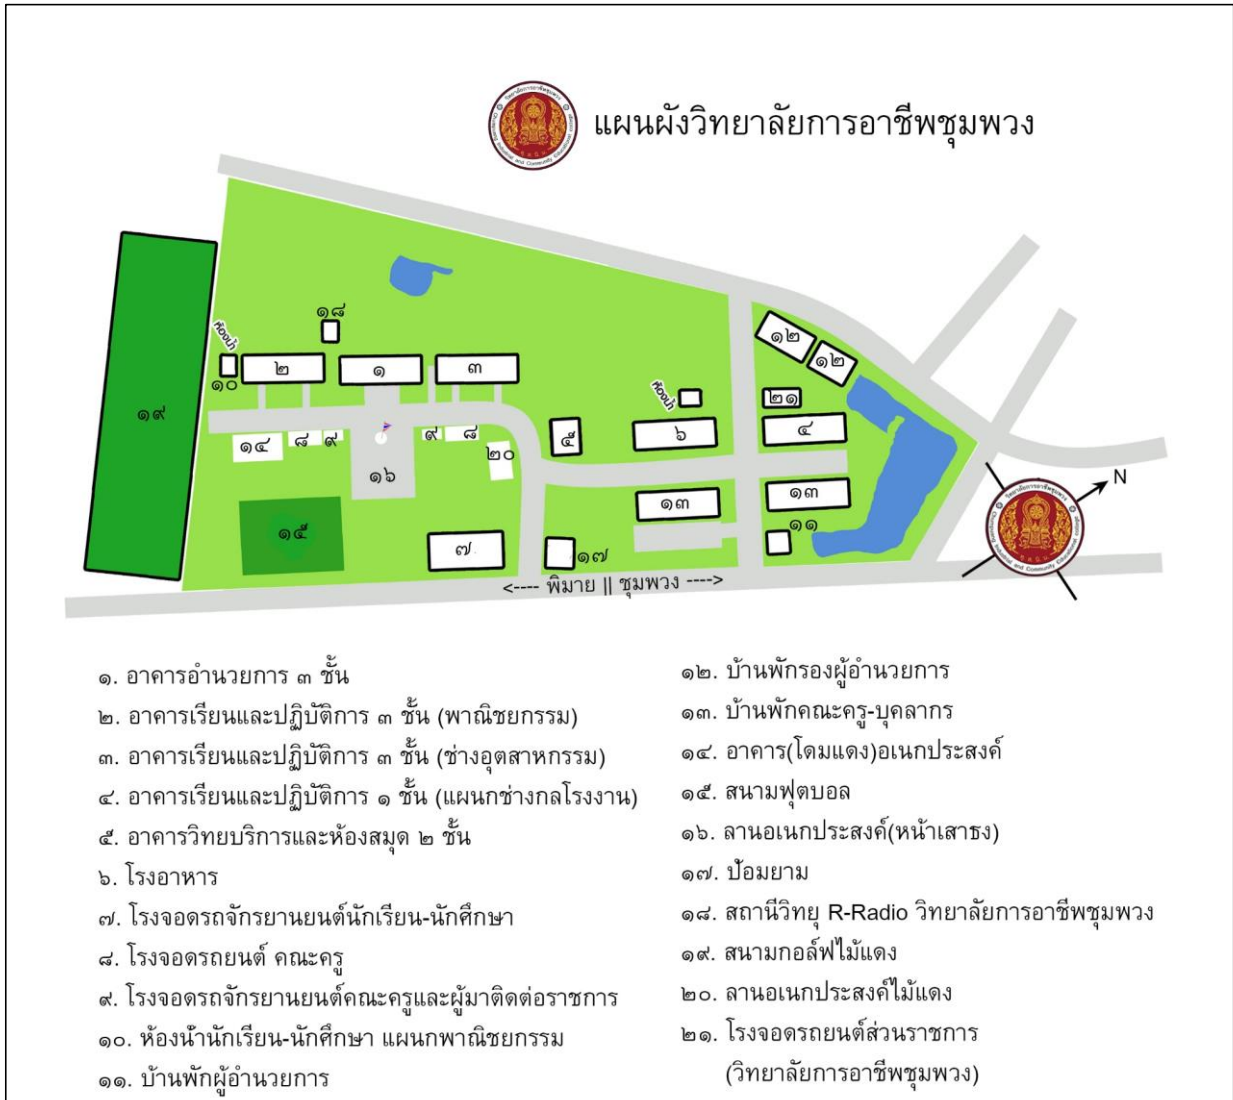 แผนผังวิทยาลัยการอาชีพชุมพวง
๑๘
ห้องน้ำ
๒
๑
๓
๑๐
๑๒
๑๒
ห้องน้ำ
๒๑
๑๙
๑๔
๘
๙
๙
๘
๒๐
๕
๖
๔
๑๖
๑๓
๑๓
๑๕
๗
๑๗
๑๑
N
<---- พิมาย || ชุมพวง ---->
๑. อาคารอำนวยการ ๓ ชั้น
๒. อาคารเรียนและปฏิบัติการ ๓ ชั้น (พาณิชยกรรม)
๓. อาคารเรียนและปฏิบัติการ ๓ ชั้น (ช่างอุตสาหกรรม)
๔. อาคารเรียนและปฏิบัติการ ๑ ชั้น (แผนกช่างกลโรงงาน)
๕. อาคารวิทยบริการและห้องสมุด ๒ ชั้น
๖. โรงอาหาร
๗. โรงจอดรถจักรยานยนต์นักเรียน-นักศึกษา
๘. โรงจอดรถยนต์ คณะครู
๙. โรงจอดรถจักรยานยนต์คณะครูและผู้มาติดต่อราชการ
๑๐. ห้องน้ำนักเรียน-นักศึกษา แผนกพาณิชยกรรม
๑๑. บ้านพักผู้อำนวยการ
๑๒. บ้านพักรองผู้อำนวยการ
๑๓. บ้านพักคณะครู-บุคลากร
๑๔. อาคาร(โดมแดง)อเนกประสงค์
๑๕. สนามฟุตบอล
๑๖. ลานอเนกประสงค์(หน้าเสาธง)
๑๗. ป้อมยาม
๑๘. สถานีวิทยุ R-Radio วิทยาลัยการอาชีพชุมพวง
๑๙. สนามกอล์ฟไม้แดง
๒๐. ลานอเนกประสงค์ไม้แดง
๒๑. โรงจอดรถยนต์ส่วนราชการ
(วิทยาลัยการอาชีพชุมพวง)